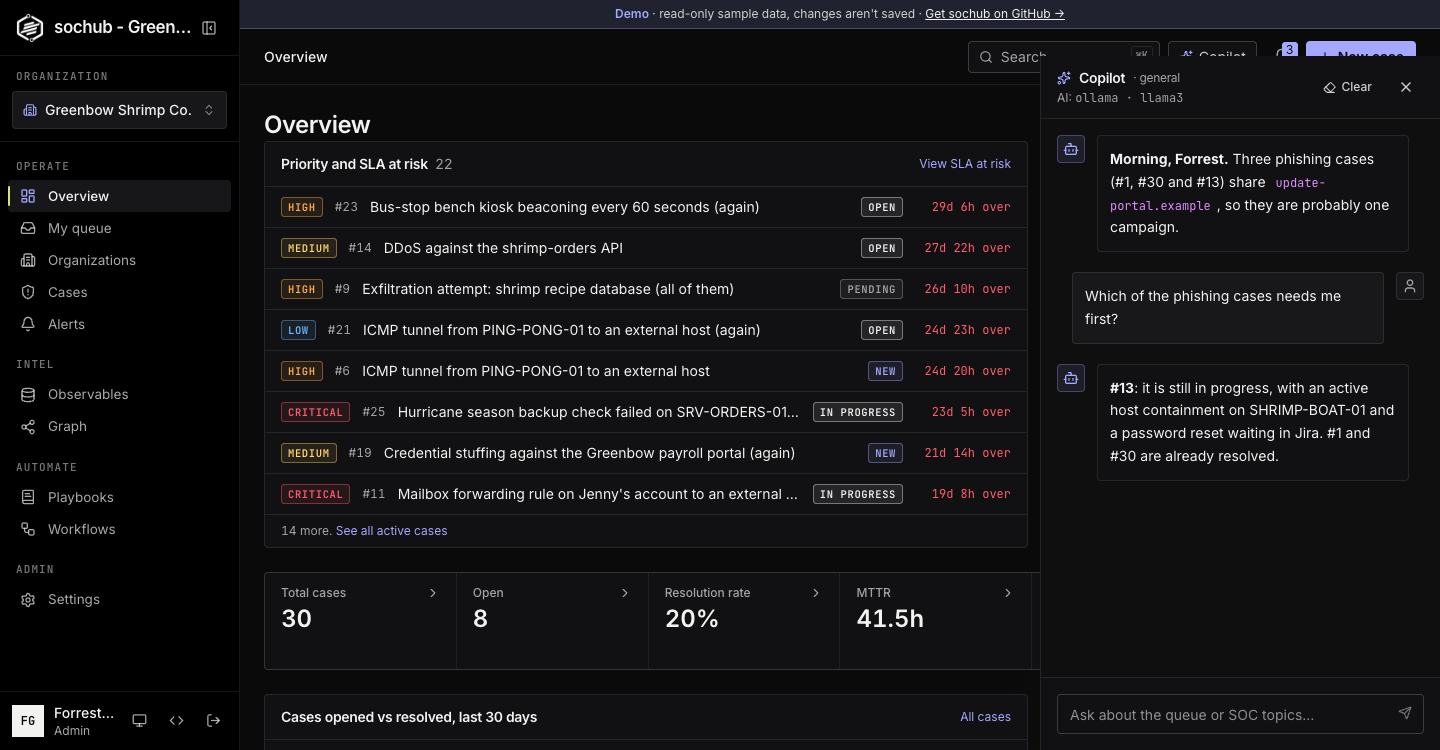 sochub - Green...
Demo · read-only sample data, changes aren't saved · Get sochub on GitHub →
ORGANIZATION
Greenbow Shrimp Co.
OPERATE
Overview
My queue
Organizations
Cases
Alerts
INTEL
Observables
Graph
AUTOMATE
Playbooks
Workflows
ADMIN
Settings
FG
Forrest...
Admin
Overview
Search
⌘K
Copilot
3
New case
Overview
Priority and SLA at risk 22
View SLA at risk
HIGH #23 Bus-stop bench kiosk beaconing every 60 seconds (again) OPEN 29d 6h over
MEDIUM #14 DDoS against the shrimp-orders API OPEN 27d 22h over
HIGH #9 Exfiltration attempt: shrimp recipe database (all of them) PENDING 26d 10h over
LOW #21 ICMP tunnel from PING-PONG-01 to an external host (again) OPEN 24d 23h over
HIGH #6 ICMP tunnel from PING-PONG-01 to an external host NEW 24d 20h over
CRITICAL #25 Hurricane season backup check failed on SRV-ORDERS-01... IN PROGRESS 23d 5h over
MEDIUM #19 Credential stuffing against the Greenbow payroll portal (again) NEW 21d 14h over
CRITICAL #11 Mailbox forwarding rule on Jenny's account to an external ... IN PROGRESS 19d 8h over
14 more. See all active cases
Total cases
30
Open
8
Resolution rate
20%
MTTR
41.5h
Cases opened vs resolved, last 30 days
All cases
Copilot · general
AI: ollama · llama3
Clear
Morning, Forrest. Three phishing cases
(#1, #30 and #13) share update-
portal.example , so they are probably one
campaign.
Which of the phishing cases needs me
first?
#13: it is still in progress, with an active
host containment on SHRIMP-BOAT-01 and
a password reset waiting in Jira. #1 and
#30 are already resolved.
Ask about the queue or SOC topics...